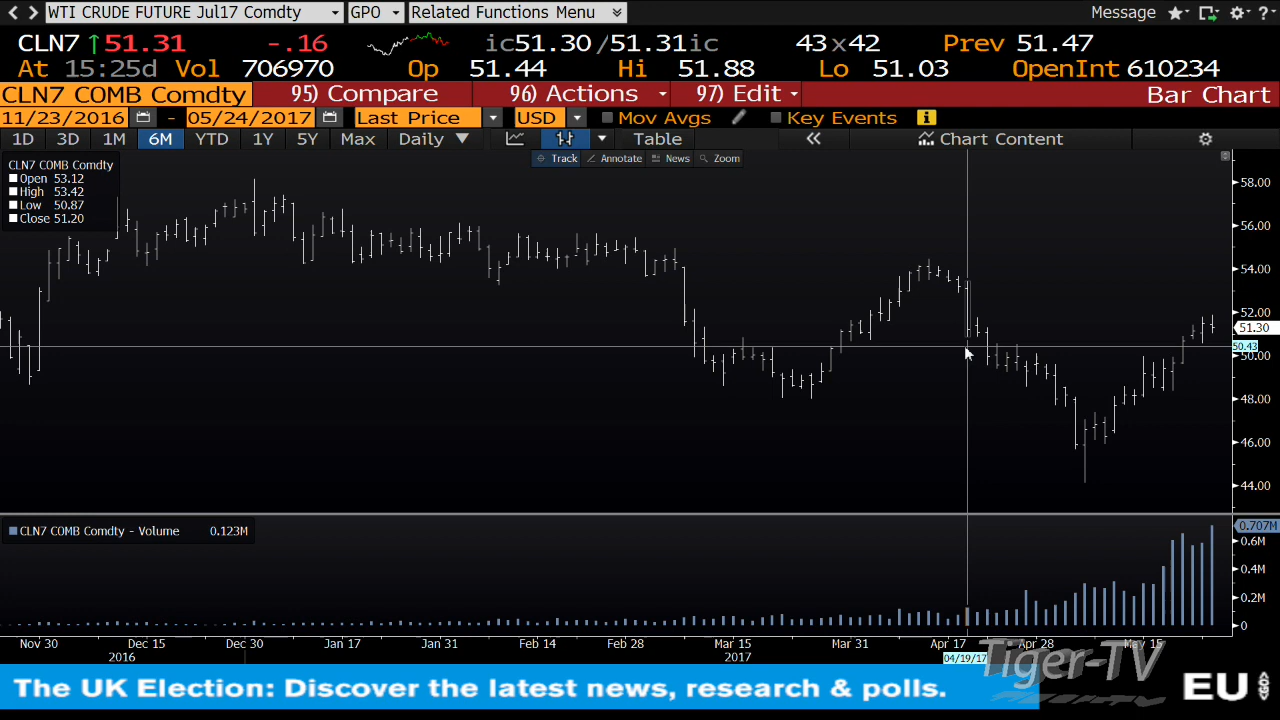 WTI CRUDE FUTURE Jul17 Comdty GPO Related Functions Menu Message
CLN7 ↑51.31 -.16 ic51.30/51.31ic 43x42 Prev 51.47
At 15:25d Vol 706970 Op 51.44 Hi 51.88 Lo 51.03 OpenInt 610234
CLN7 COMB Comdty 95) Compare 96) Actions 97) Edit Bar Chart
11/23/2016 - 05/24/2017 Last Price USD Mov Avgs Key Events
1D 3D 1M 6M YTD 1Y 5Y Max Daily Table Chart Content
Track Annotate News Zoom
CLN7 COMB Comdty
Open 53.12
High 53.42
Low 50.87
Close 51.20
58.00
56.00
54.00
52.00
51.30
50.43
50.00
48.00
46.00
44.00
CLN7 COMB Comdty - Volume 0.123M
0.707M
0.6M
0.4M
0.2M
0
Nov 30 Dec 15 Dec 30 Jan 17 Jan 31 Feb 14 Feb 28 Mar 15 Mar 31 Apr 17 Apr 28 May 15
2016 2017 04/19/17
Tiger-TV
The UK Election: Discover the latest news, research & polls. EU <GO>